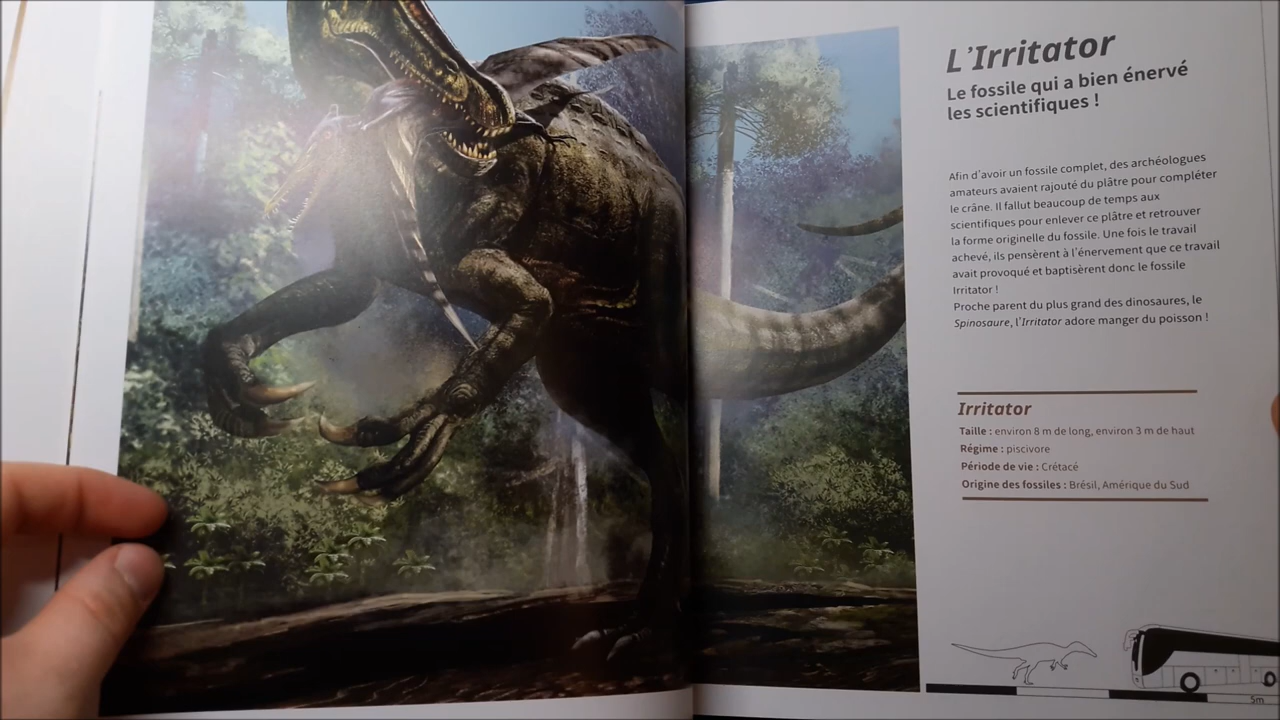 L'Irritator
Le fossile qui a bien énervé
les scientifiques !
Afin d'avoir un fossile complet, des archéologues
amateurs avaient rajouté du plâtre pour compléter
le crâne. Il fallut beaucoup de temps aux
scientifiques pour enlever ce plâtre et retrouver
la forme originelle du fossile. Une fois le travail
achevé, ils pensèrent à l'énervement que ce travail
avait provoqué et baptisèrent donc le fossile
Irritator !
Proche parent du plus grand des dinosaures, le
Spinosaure, l'Irritator adore manger du poisson !
Irritator
Taille : environ 8 m de long, environ 3 m de haut
Régime : piscivore
Période de vie : Crétacé
Origine des fossiles : Brésil, Amérique du Sud
5m